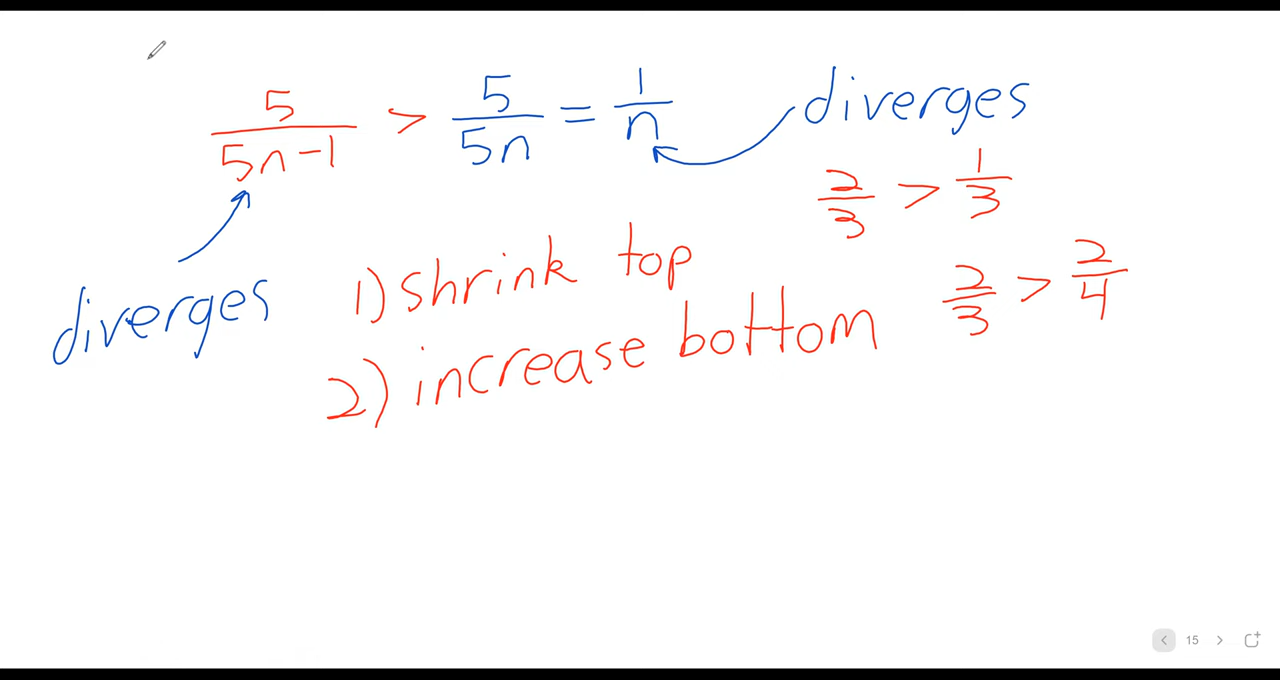 5/(5n-1) > 5/5n = 1/n
diverges
2/3 > 1/3
diverges
1) shrink top
2/3 > 2/4
2) increase bottom
15